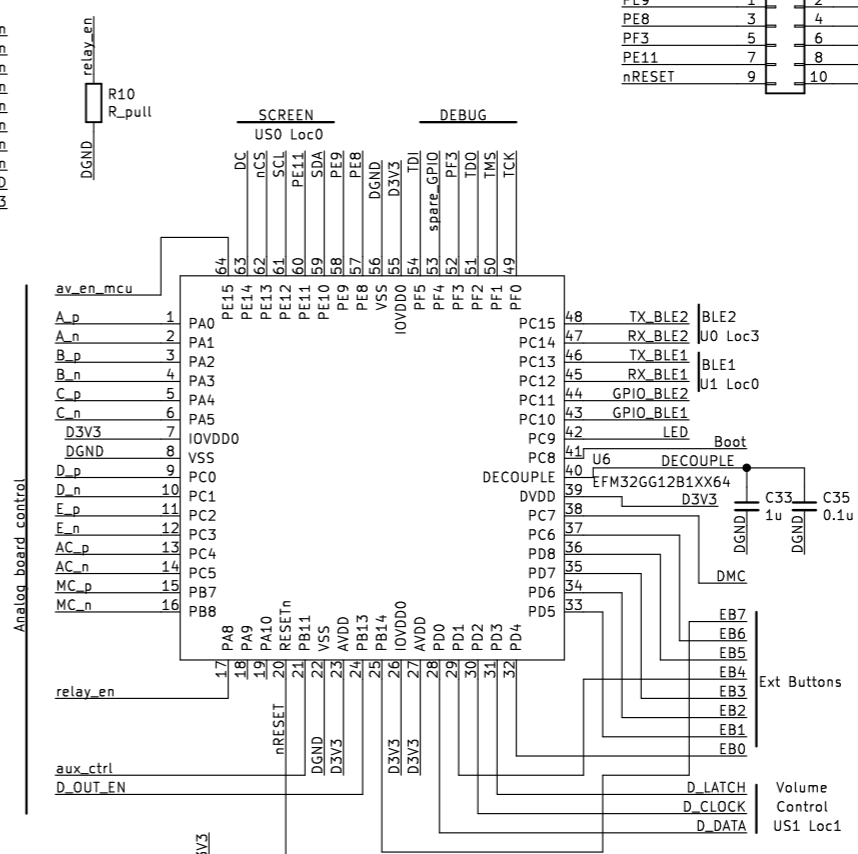 PE9 1 2
PE8 3 4
PF3 5 6
PE11 7 8
nRESET 9 10
relay_en
R10
R_pull
DGND
SCREEN
US0 Loc0
DEBUG
DC
nCS
SCL
PE11
SDA
PE9
PE8
DGND
D3V3
TDI
spare_GPIO
PF3
TDO
TMS
TCK
64 63 62 61 60 59 58 57 56 55 54 53 52 51 50 49
PE15 PE14 PE13 PE12 PE11 PE10 PE9 PE8 VSS IOVDD0 PF5 PF4 PF3 PF2 PF1 PF0
Analog board control
av_en_mcu
A_p 1 PA0
A_n 2 PA1
B_p 3 PA2
B_n 4 PA3
C_p 5 PA4
C_n 6 PA5
D3V3 7 IOVDD0
DGND 8 VSS
D_p 9 PC0
D_n 10 PC1
E_p 11 PC2
E_n 12 PC3
AC_p 13 PC4
AC_n 14 PC5
MC_p 15 PB7
MC_n 16 PB8
relay_en
aux_ctrl
D_OUT_EN
PC15 48 TX_BLE2
PC14 47 RX_BLE2
BLE2
U0 Loc3
PC13 46 TX_BLE1
PC12 45 RX_BLE1
BLE1
U1 Loc0
PC11 44 GPIO_BLE2
PC10 43 GPIO_BLE1
PC9 42 LED
PC8 41 Boot
U6
EFM32GG12B1XX64
DECOUPLE 40 DECOUPLE
DVDD 39 D3V3
PC7 38
PC6 37
PD8 36
PD7 35
PD6 34
PD5 33
C33
1u
DGND
C35
0.1u
DGND
DMC
EB7
EB6
EB5
EB4
EB3
EB2
EB1
EB0
Ext Buttons
PA8 PA9 PA10 RESETn PB11 VSS AVDD PB13 PB14 IOVDD0 AVDD PD0 PD1 PD2 PD3 PD4
17 18 19 20 21 22 23 24 25 26 27 28 29 30 31 32
nRESET
DGND
D3V3
D3V3
D3V3
D_LATCH
D_CLOCK
D_DATA
Volume
Control
US1 Loc1